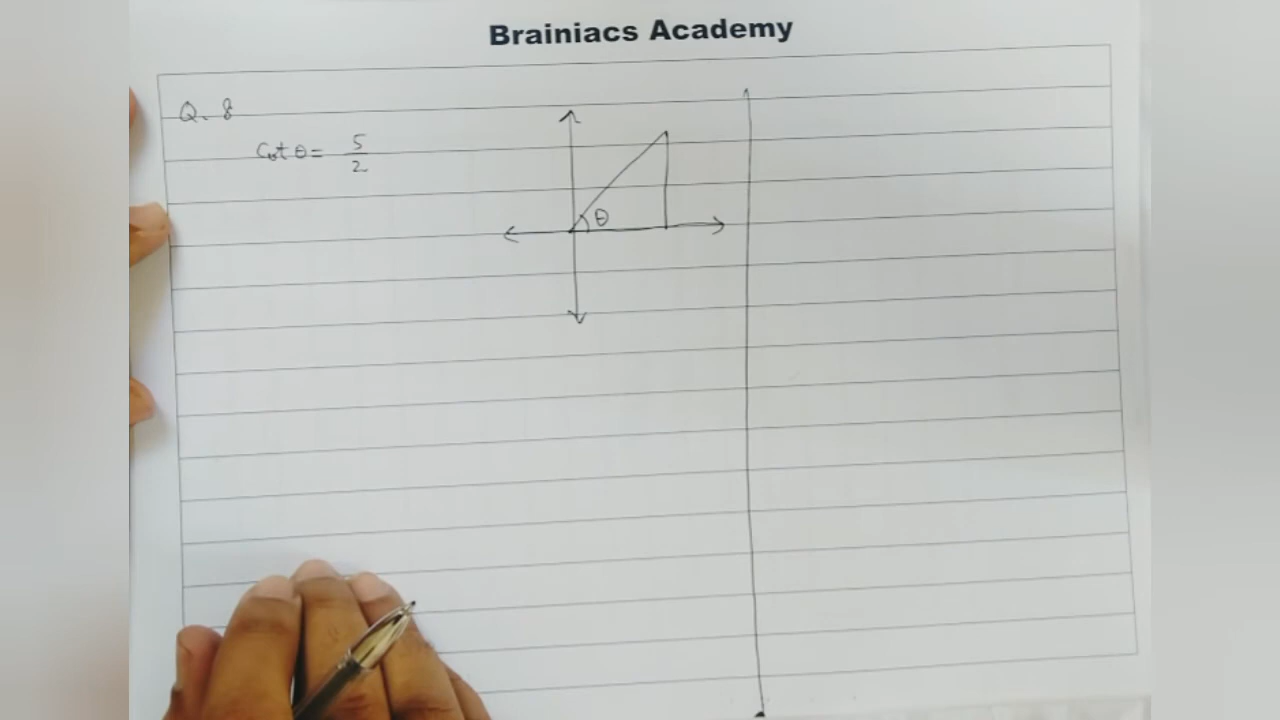 Brainiacs Academy
Q. 8
Cot θ = 5/2
θ